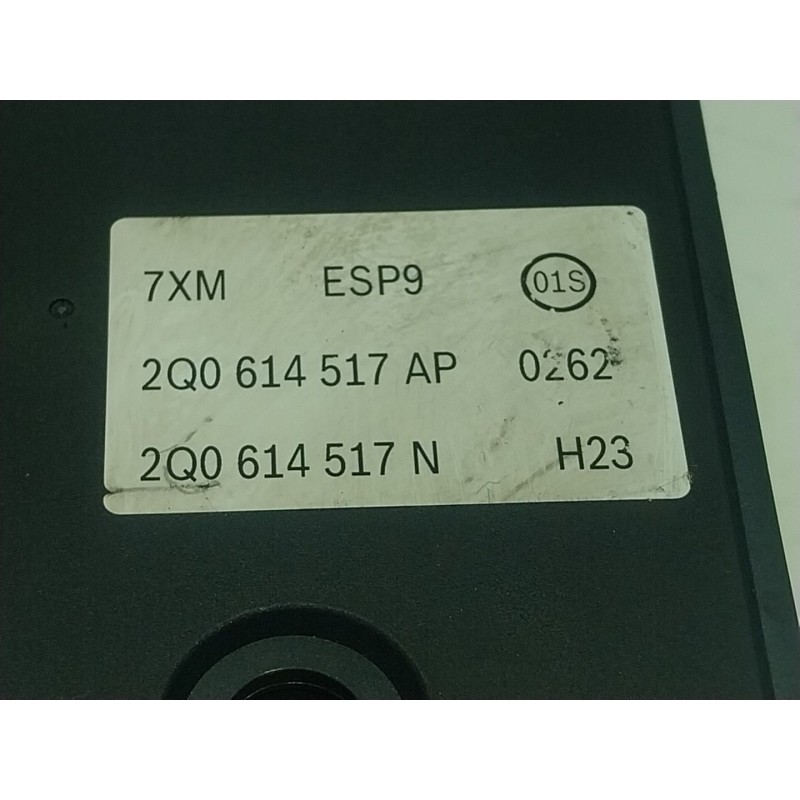 7XM ESP9 01S
2Q0 614 517 AP 0262
2Q0 614 517 N H23